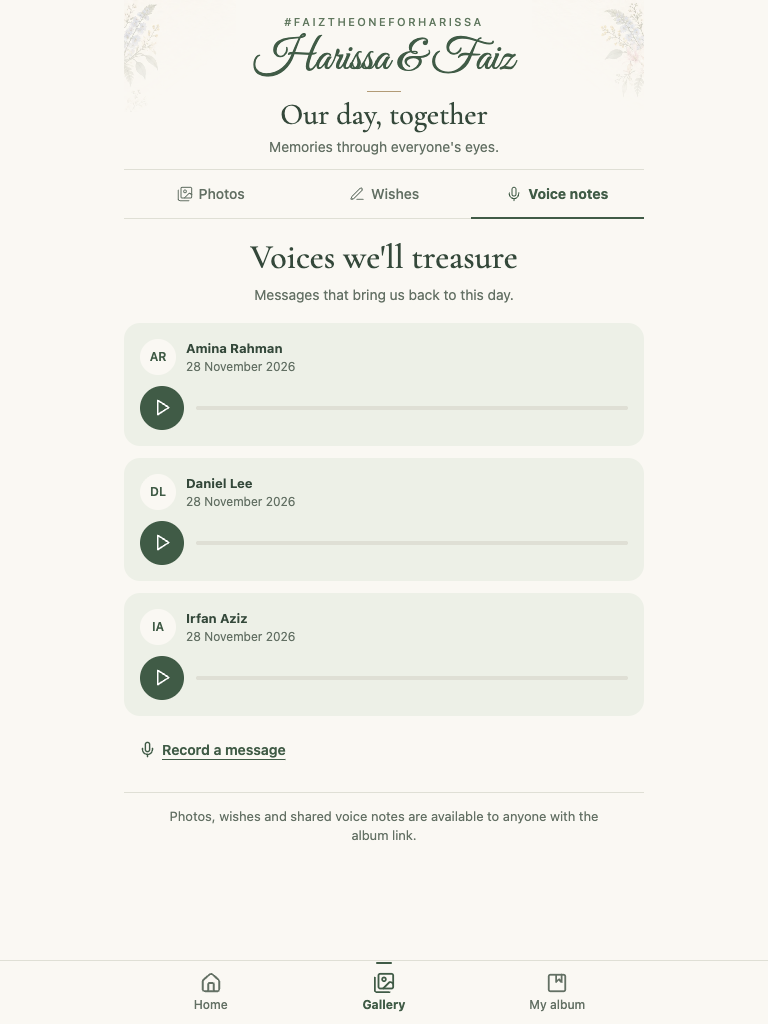 #FAIZTHEONEFORHARISSA
Harissa & Faiz
Our day, together
Memories through everyone's eyes.
Photos
Wishes
Voice notes
Voices we'll treasure
Messages that bring us back to this day.
AR
Amina Rahman
28 November 2026
DL
Daniel Lee
28 November 2026
IA
Irfan Aziz
28 November 2026
Record a message
Photos, wishes and shared voice notes are available to anyone with the
album link.
Home
Gallery
My album